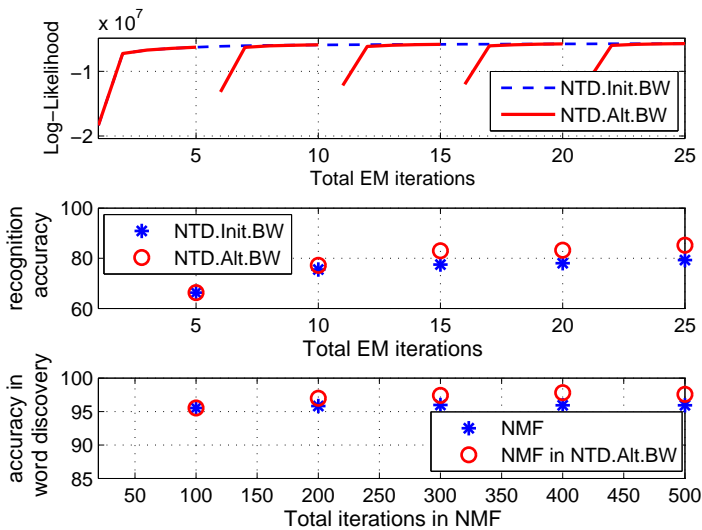 x 10^7
Log-Likelihood
-1
-2
NTD.Init.BW
NTD.Alt.BW
5 10 15 20 25
Total EM iterations
recognition
accuracy
100
80
60
NTD.Init.BW
NTD.Alt.BW
5 10 15 20 25
Total EM iterations
accuracy in
word discovery
100
95
90
85
NMF
NMF in NTD.Alt.BW
50 100 150 200 250 300 350 400 450 500
Total iterations in NMF